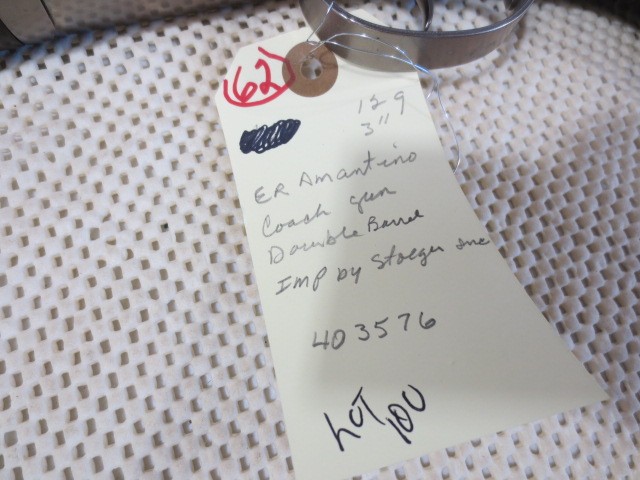 62
12 g
3"
ER Amantino
Coach gun
Double Barrel
IMP by Stoeger Inc
403576
LOT
100